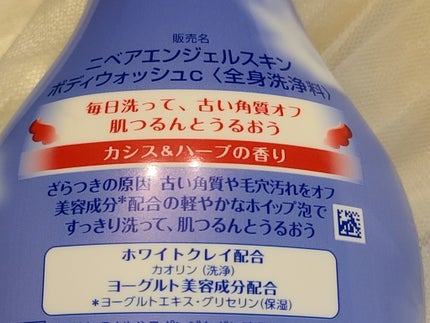 販売名
ニベアエンジェルスキン
ボディウォッシュC〈全身洗浄料〉
毎日洗って、古い角質オフ
肌つるんとうるおう
カシス&ハーブの香り
ざらつきの原因 古い角質や毛穴汚れをオフ
美容成分*配合の軽やかなホイップ泡で
すっきり洗って、肌つるんとうるおう
ホワイトクレイ配合
カオリン(洗浄)
ヨーグルト美容成分配合
*ヨーグルトエキス・グリセリン(保湿)